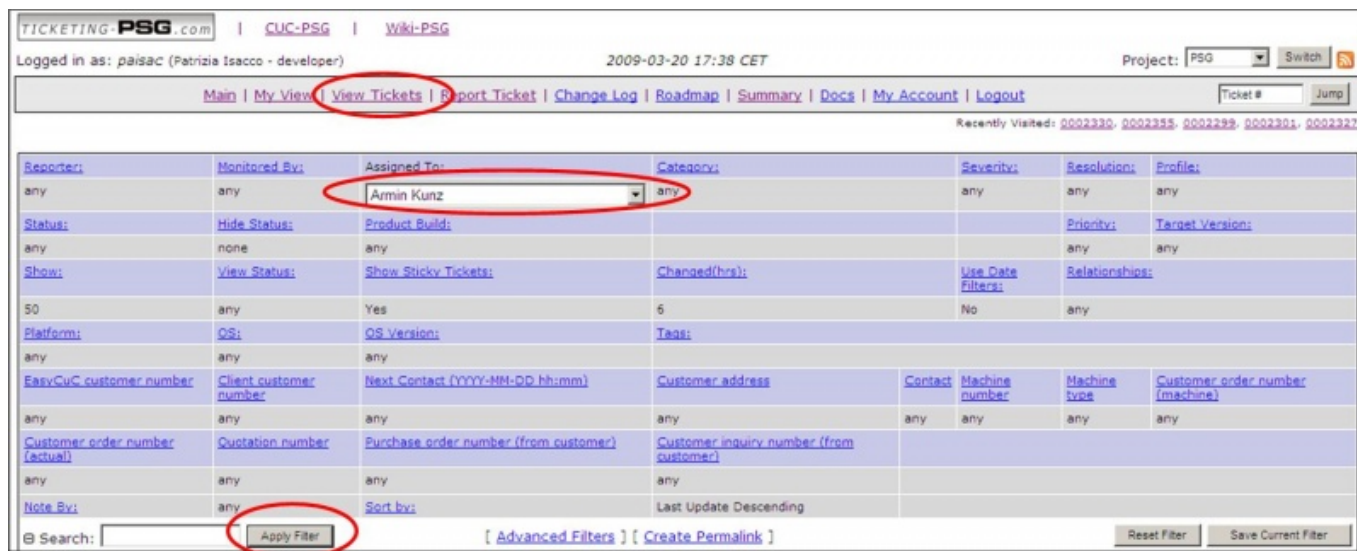 TICKETING-PSG.com | CUC-PSG | Wiki-PSG
Logged in as: paisac (Patrizia Isacco - developer) 2009-03-20 17:38 CET Project: PSG Switch
Main | My View | View Tickets | Report Ticket | Change Log | Roadmap | Summary | Docs | My Account | Logout Ticket # Jump
Recently Visited: 0002330, 0002355, 0002299, 0002301, 0002327
Reporter: Monitored By: Assigned To: Category: Severity: Resolution: Profile:
any any Armin Kunz any any any any
Status: Hide Status: Product Build: Priority: Target Version:
any none any any any
Show: View Status: Show Sticky Tickets: Changed(hrs): Use Date Filters: Relationships:
50 any Yes 6 No any
Platform: OS: OS Version: Tags:
any any any
EasyCuC customer number Client customer number Next Contact (YYYY-MM-DD hh:mm) Customer address Contact Machine number Machine type Customer order number (machine)
any any any any any any any any
Customer order number (actual) Quotation number Purchase order number (from customer) Customer inquiry number (from customer)
any any any any
Note By: any Sort by: Last Update Descending
Search: Apply Filter [ Advanced Filters ] [ Create Permalink ] Reset Filter Save Current Filter